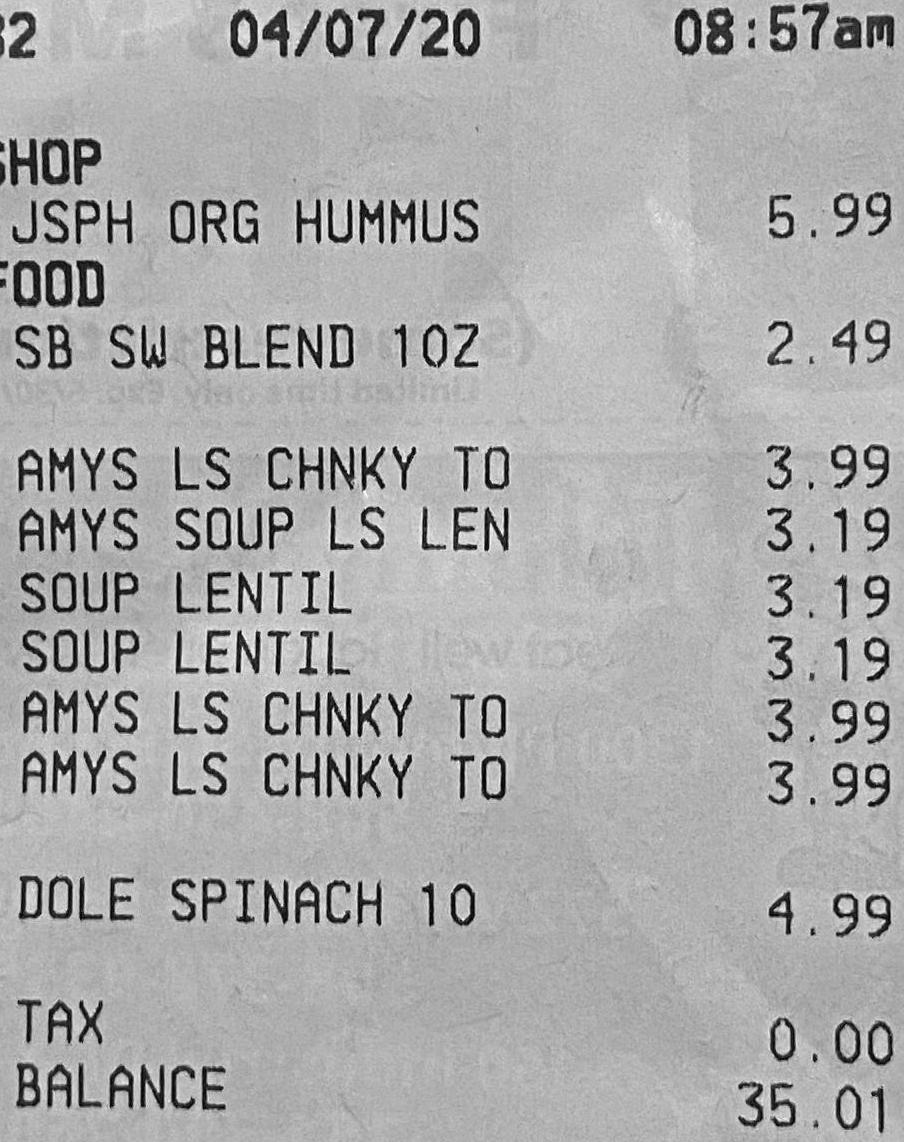 04/07/20 08:57am
JSPH ORG HUMMUS 5.99
SB SW BLEND 1OZ 2.49
AMYS LS CHNKY TO 3.99
AMYS SOUP LS LEN 3.19
SOUP LENTIL 3.19
SOUP LENTIL 3.19
AMYS LS CHNKY TO 3.99
AMYS LS CHNKY TO 3.99
DOLE SPINACH 10 4.99
TAX 0.00
BALANCE 35.01